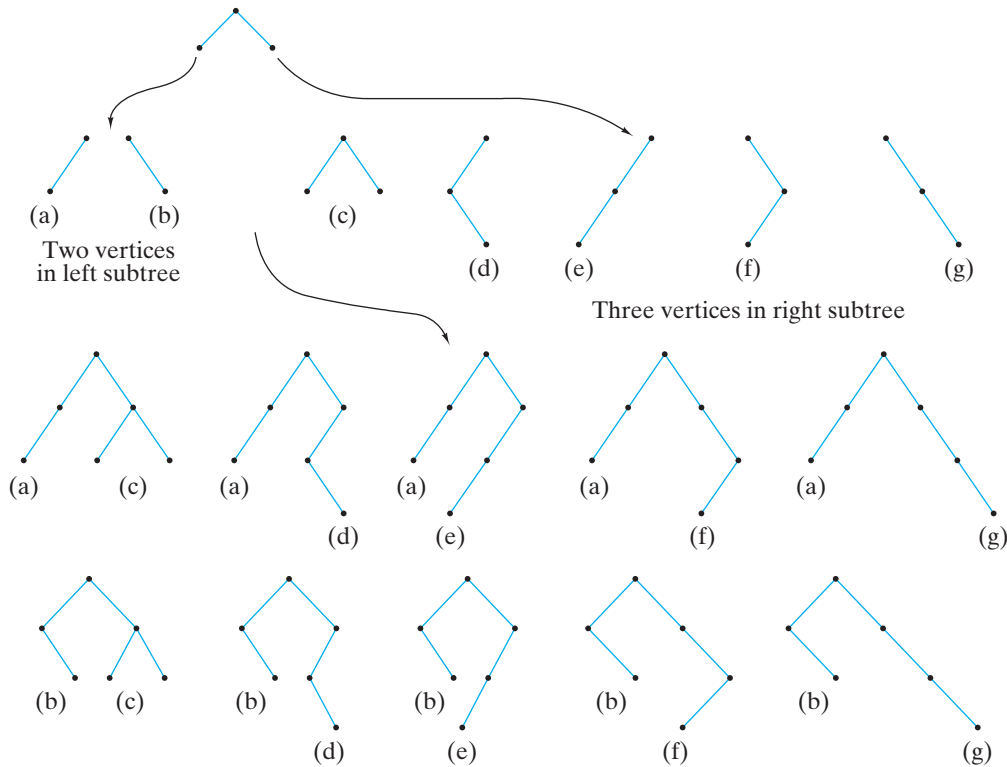 (a) (b) (c)
Two vertices
in left subtree
(d) (e) (f) (g)
Three vertices in right subtree
(a) (c) (a) (a) (a) (a)
(d) (e) (f) (g)
(b) (c) (b) (b) (b) (b)
(d) (e) (f) (g)